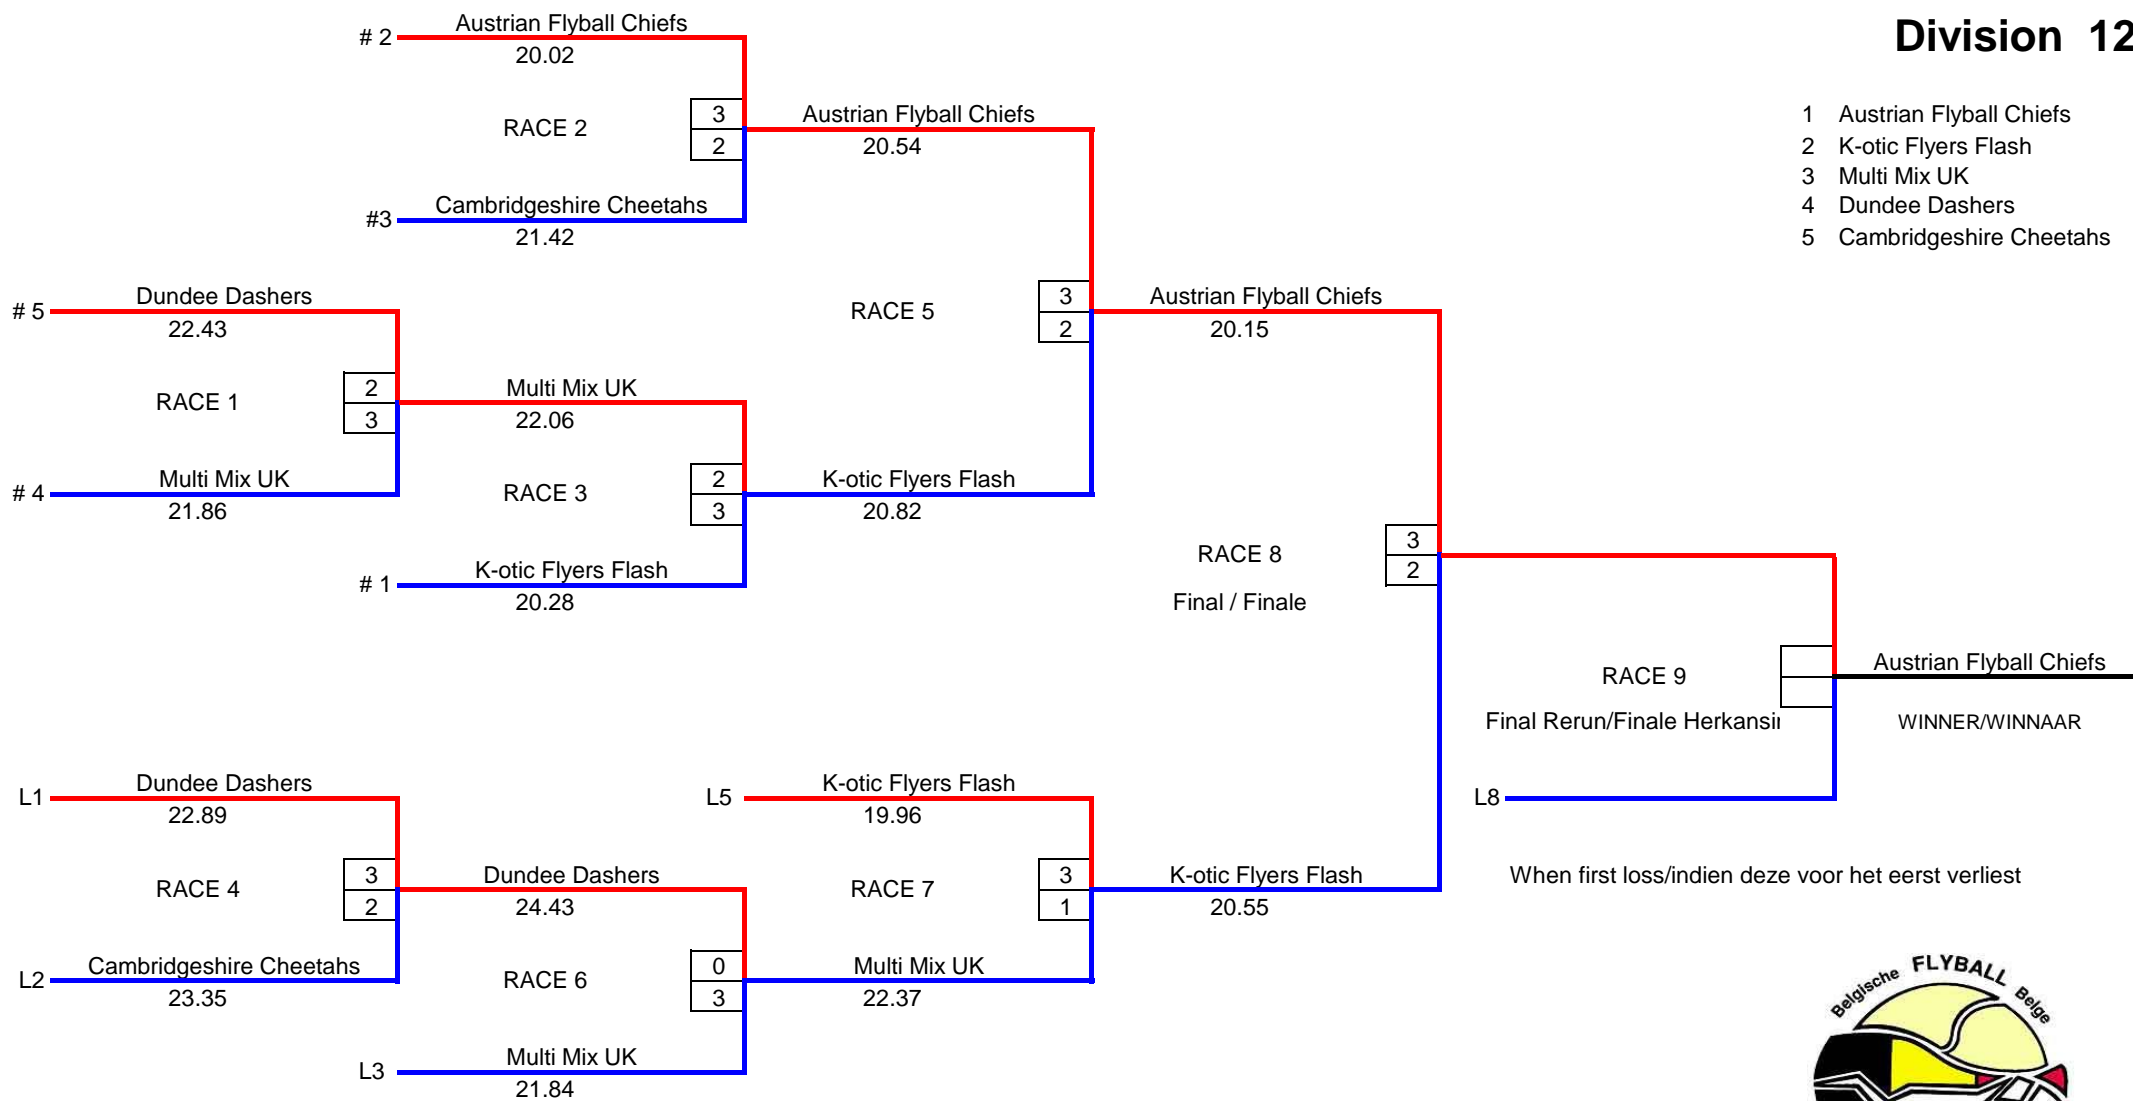 Division 12
1 Austrian Flyball Chiefs
2 K-otic Flyers Flash
3 Multi Mix UK
4 Dundee Dashers
5 Cambridgeshire Cheetahs
# 2 Austrian Flyball Chiefs
20.02
RACE 2
3
2
#3 Cambridgeshire Cheetahs
21.42
Austrian Flyball Chiefs
20.54
# 5 Dundee Dashers
22.43
RACE 1
2
3
# 4 Multi Mix UK
21.86
Multi Mix UK
22.06
RACE 3
2
3
# 1 K-otic Flyers Flash
20.28
RACE 5
3
2
K-otic Flyers Flash
20.82
Austrian Flyball Chiefs
20.15
RACE 8
3
2
Final / Finale
RACE 9
Final Rerun/Finale Herkansin
Austrian Flyball Chiefs
WINNER/WINNAAR
L8
When first loss/indien deze voor het eerst verliest
L1 Dundee Dashers
22.89
RACE 4
3
2
L2 Cambridgeshire Cheetahs
23.35
Dundee Dashers
24.43
RACE 6
0
3
L3 Multi Mix UK
21.84
L5 K-otic Flyers Flash
19.96
RACE 7
3
1
Multi Mix UK
22.37
K-otic Flyers Flash
20.55
Belgische FLYBALL Belge